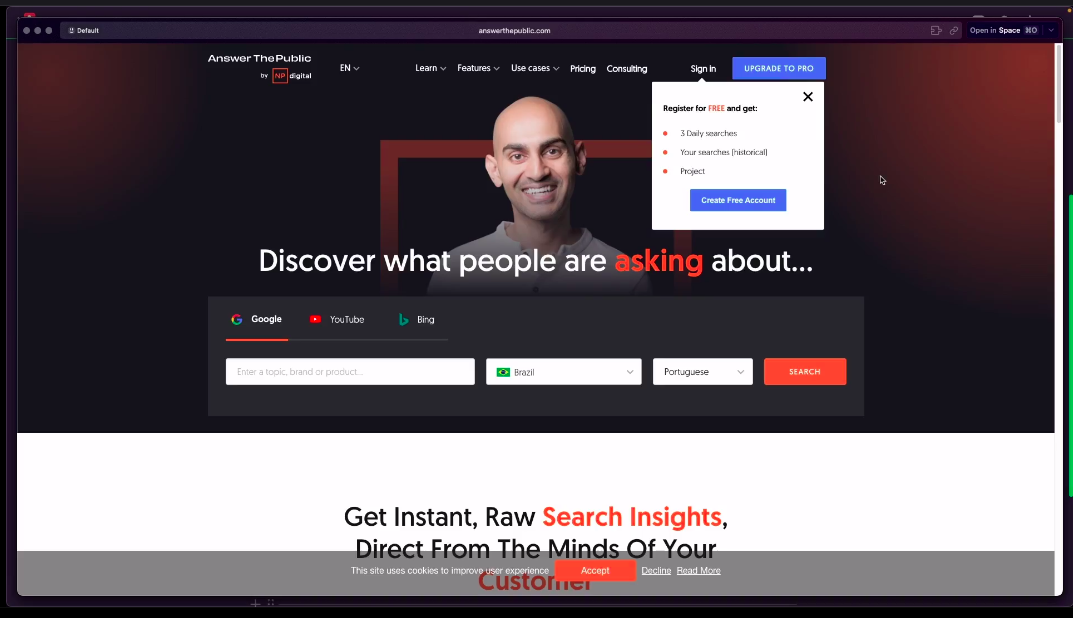 Default
answerthepublic.com
Open in Space ⌘O
Answer The Public
by NP digital
EN
Learn
Features
Use cases
Pricing
Consulting
Sign In
UPGRADE TO PRO
Register for FREE and get:
3 Daily searches
Your searches (historical)
Project
Create Free Account
Discover what people are asking about...
Google
YouTube
Bing
Enter a topic, brand or product...
Brazil
Portuguese
SEARCH
Get Instant, Raw Search Insights,
Direct From The Minds Of Your
Customer
This site uses cookies to improve user experience
Accept
Decline
Read More